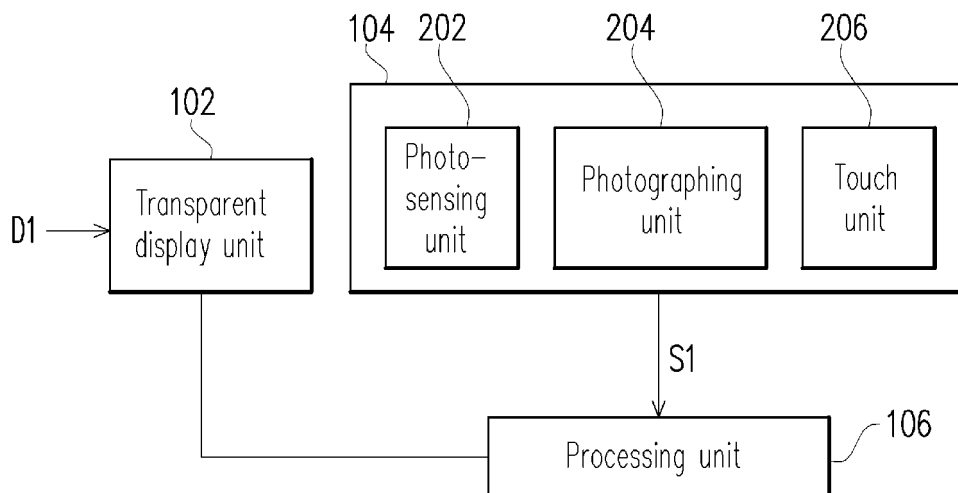 202
204
206
104
102
Photo-
sensing
unit
Photographing
unit
Touch
unit
Transparent
display unit
D1
S1
Processing unit
106